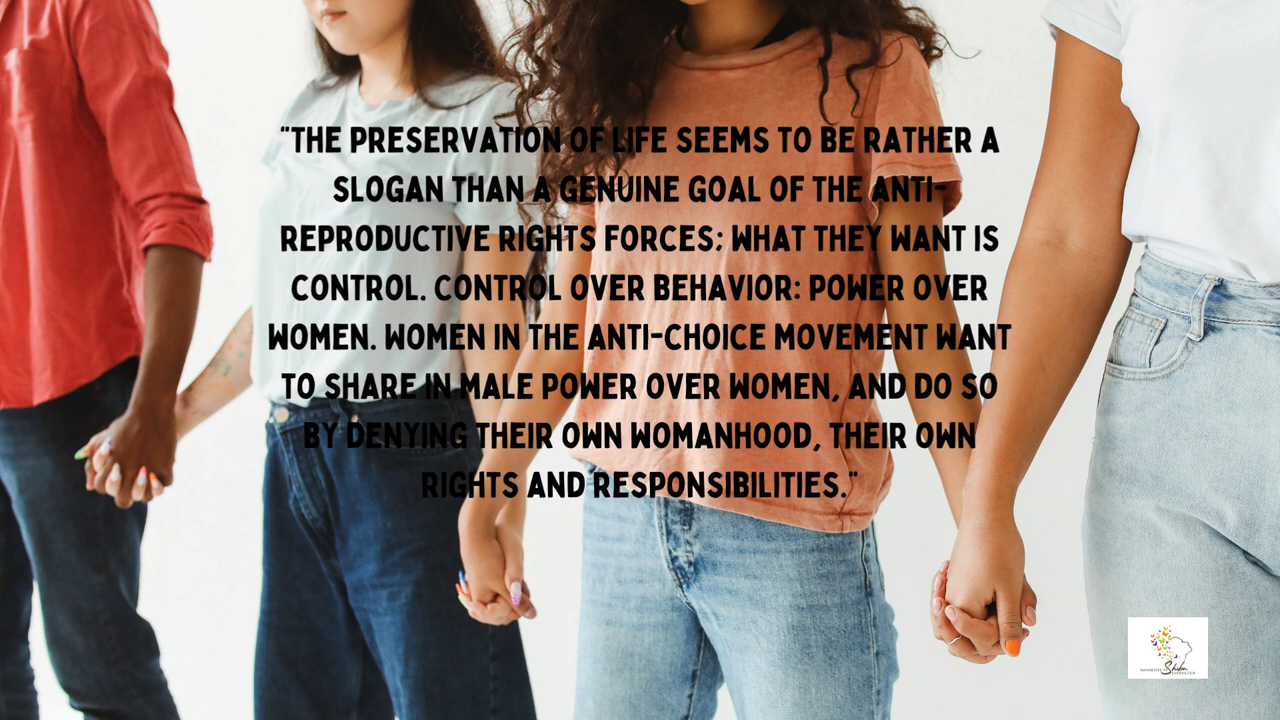 "THE PRESERVATION OF LIFE SEEMS TO BE RATHER A
SLOGAN THAN A GENUINE GOAL OF THE ANTI-
REPRODUCTIVE RIGHTS FORCES: WHAT THEY WANT IS
CONTROL. CONTROL OVER BEHAVIOR: POWER OVER
WOMEN. WOMEN IN THE ANTI-CHOICE MOVEMENT WANT
TO SHARE IN MALE POWER OVER WOMEN, AND DO SO
BY DENYING THEIR OWN WOMANHOOD, THEIR OWN
RIGHTS AND RESPONSIBILITIES."